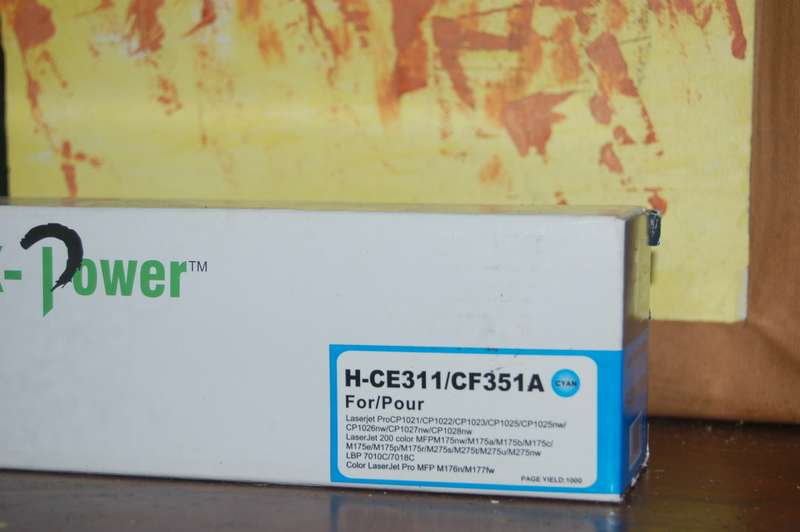 K- Power™
H-CE311/CF351A CYAN
For/Pour
Laserjet ProCP1021/CP1022/CP1023/CP1025/CP1025nw/
CP1026nw/CP1027nw/CP1028nw
LaserJet 200 color MFPM175nw/M175a/M175b/M175c/
M175e/M175p/M175r/M275s/M275t/M275u/M275nw
LBP 7010C/7018C
Color LaserJet Pro MFP M176n/M177fw
PAGE YIELD:1000